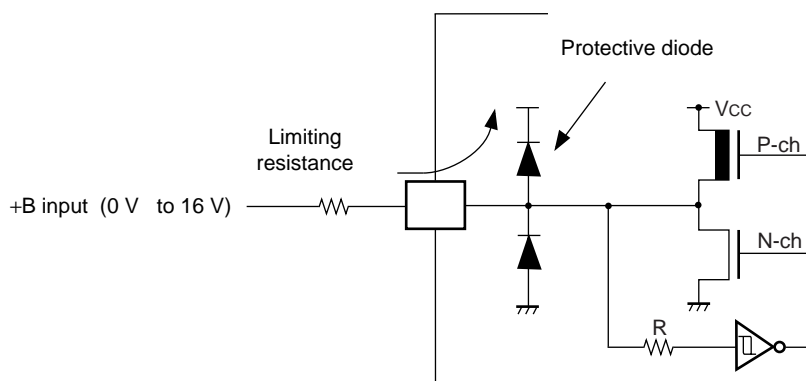 Protective diode
VCC
Limiting
resistance
P-ch
+B input (0 V to 16 V)
N-ch
R